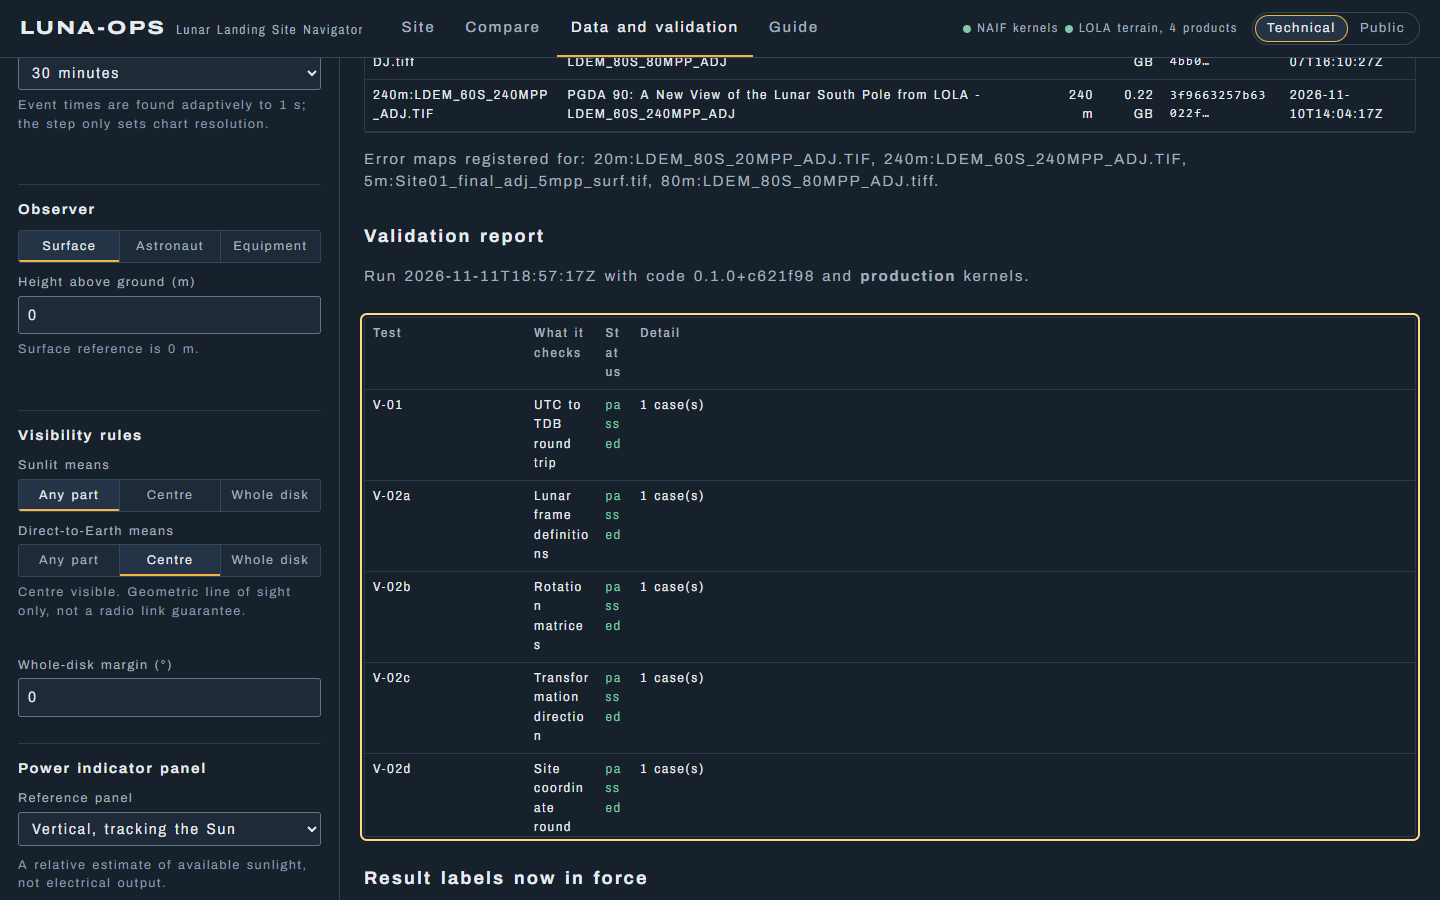 LUNA-OPS Lunar Landing Site Navigator Site Compare Data and validation Guide NAIF kernels LOLA terrain, 4 products Technical Public
30 minutes
Event times are found adaptively to 1 s;
the step only sets chart resolution.
Observer
Surface Astronaut Equipment
Height above ground (m)
0
Surface reference is 0 m.
Visibility rules
Sunlit means
Any part Centre Whole disk
Direct-to-Earth means
Any part Centre Whole disk
Centre visible. Geometric line of sight
only, not a radio link guarantee.
Whole-disk margin (°)
0
Power indicator panel
Reference panel
Vertical, tracking the Sun
A relative estimate of available sunlight,
not electrical output.
DJ.tiff LDEM_80S_80MPP_ADJ GB 4bb0… 07T16:10:27Z
240m:LDEM_60S_240MPP PGDA 90: A New View of the Lunar South Pole from LOLA - 240 0.22 3f9663257b63 2026-11-
_ADJ.TIF LDEM_60S_240MPP_ADJ m GB 022f… 10T14:04:17Z
Error maps registered for: 20m:LDEM_80S_20MPP_ADJ.TIF, 240m:LDEM_60S_240MPP_ADJ.TIF,
5m:Site01_final_adj_5mpp_surf.tif, 80m:LDEM_80S_80MPP_ADJ.tiff.
Validation report
Run 2026-11-11T18:57:17Z with code 0.1.0+c621f98 and production kernels.
Test What it St Detail
checks at
us
V-01 UTC to pa 1 case(s)
TDB ss
round ed
trip
V-02a Lunar pa 1 case(s)
frame ss
definitio ed
ns
V-02b Rotatio pa 1 case(s)
n ss
matrice ed
s
V-02c Transfor pa 1 case(s)
mation ss
directio ed
n
V-02d Site pa 1 case(s)
coordin ss
ate ed
round
Result labels now in force